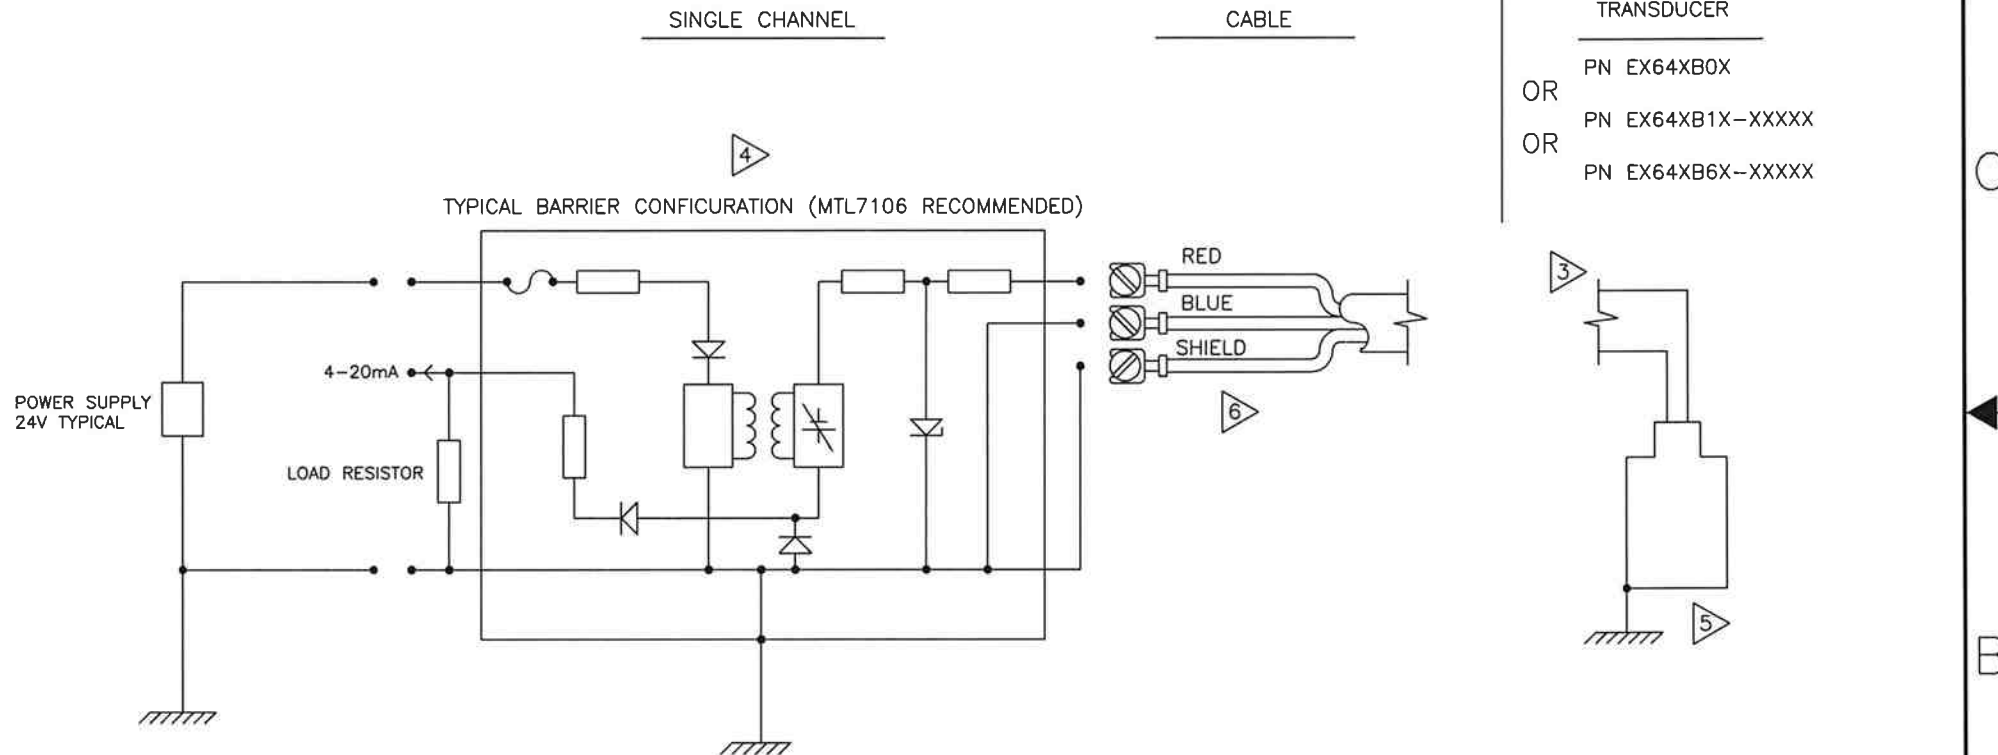 SINGLE CHANNEL
CABLE
TRANSDUCER
PN EX64XB0X
OR
PN EX64XB1X-XXXXX
OR
PN EX64XB6X-XXXXX
C
4
TYPICAL BARRIER CONFICURATION (MTL7106 RECOMMENDED)
RED
BLUE
SHIELD
3
4-20mA
POWER SUPPLY
24V TYPICAL
LOAD RESISTOR
6
5
B